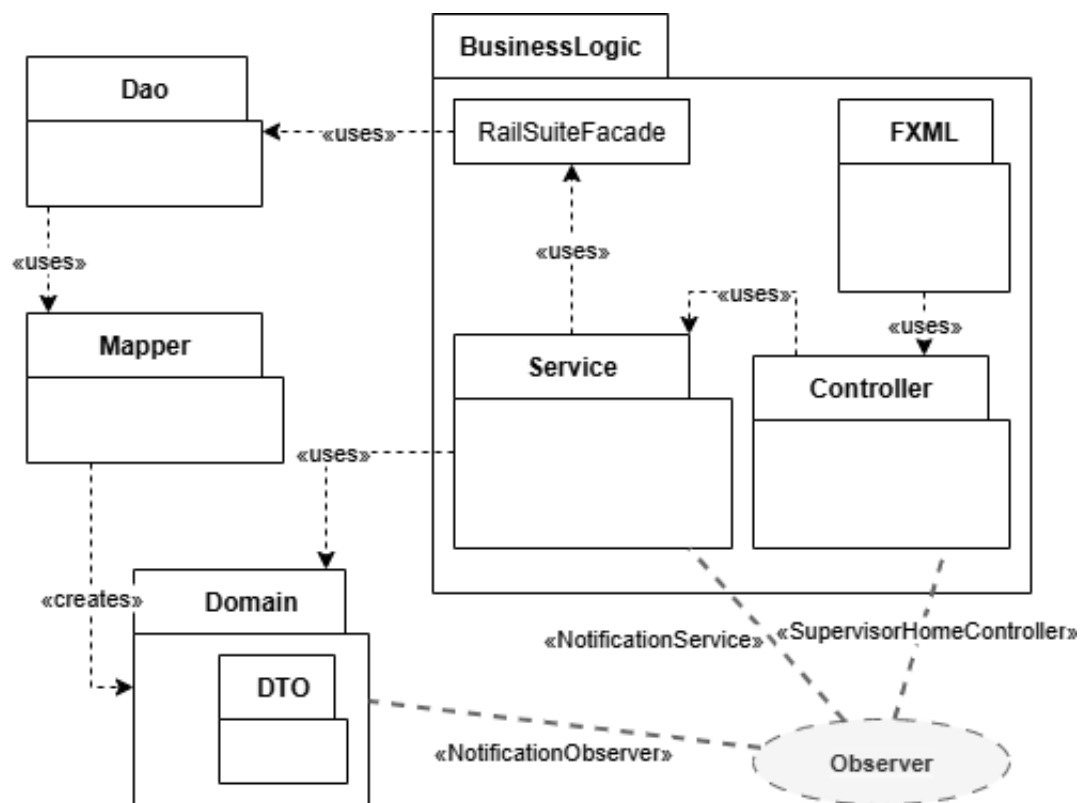 BusinessLogic
Dao
RailSuiteFacade
FXML
«uses»
«uses»
«uses»
«uses»
«uses»
Mapper
Service
Controller
«uses»
«creates»
Domain
«NotificationService»
«SupervisorHomeController»
DTO
«NotificationObserver»
Observer